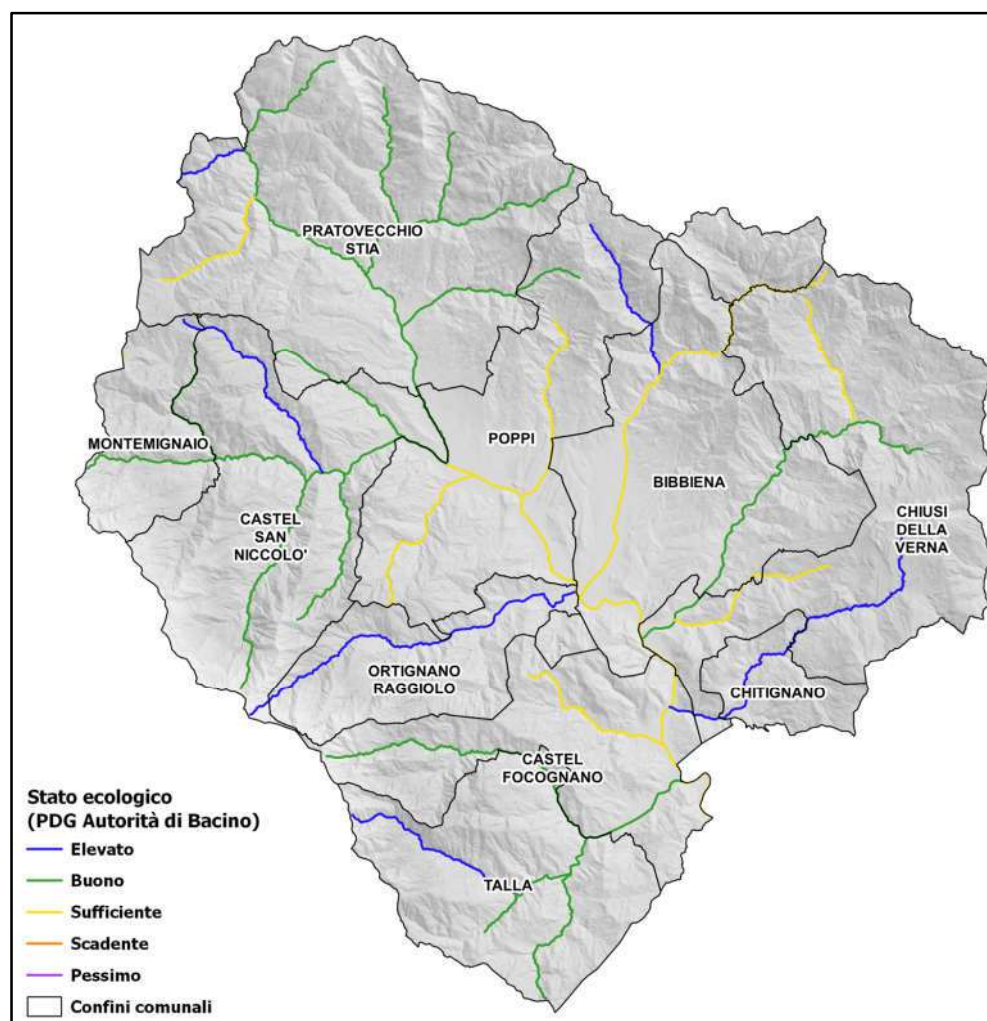 PRATOVECCHIO
STIA
MONTEMIGNAIO
POPPI
BIBBIENA
CASTEL
SAN
NICCOLO'
CHIUSI
DELLA
VERNA
ORTIGNANO
RAGGIOLO
CHITIGNANO
CASTEL
FOCOGNANO
TALLA
Stato ecologico
(PDG Autorità di Bacino)
Elevato
Buono
Sufficiente
Scadente
Pessimo
Confini comunali